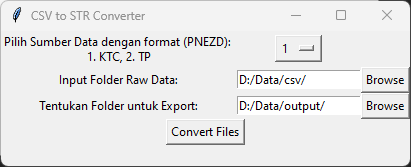 CSV to STR Converter
Pilih Sumber Data dengan format (PNEZD):
1. KTC, 2. TP
1
Input Folder Raw Data: D:/Data/csv/ Browse
Tentukan Folder untuk Export: D:/Data/output/ Browse
Convert Files